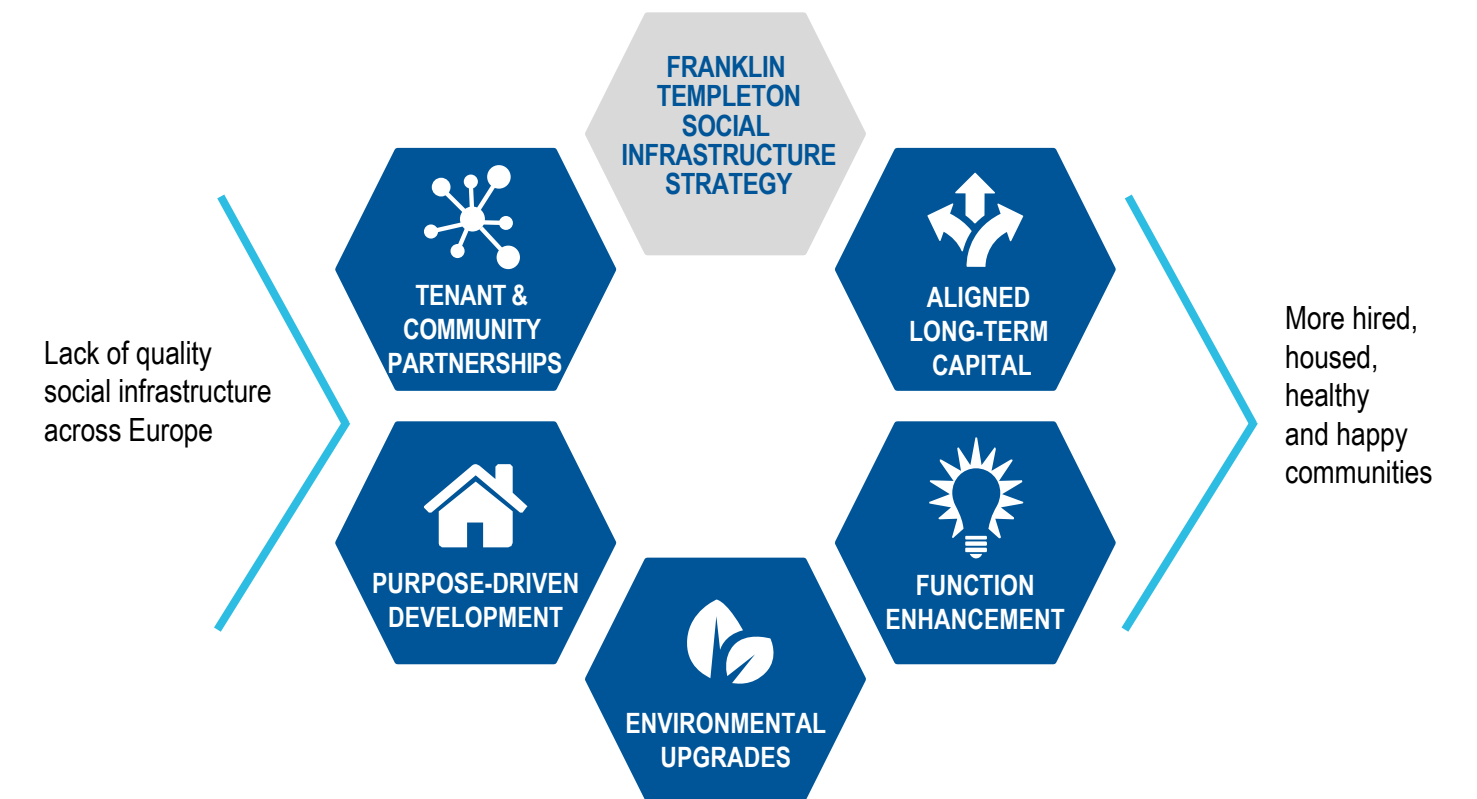 Lack of quality
social infrastructure
across Europe
FRANKLIN
TEMPLETON
SOCIAL
INFRASTRUCTURE
STRATEGY
TENANT &
COMMUNITY
PARTNERSHIPS
ALIGNED
LONG-TERM
CAPITAL
PURPOSE-DRIVEN
DEVELOPMENT
FUNCTION
ENHANCEMENT
ENVIRONMENTAL
UPGRADES
More hired,
housed,
healthy
and happy
communities